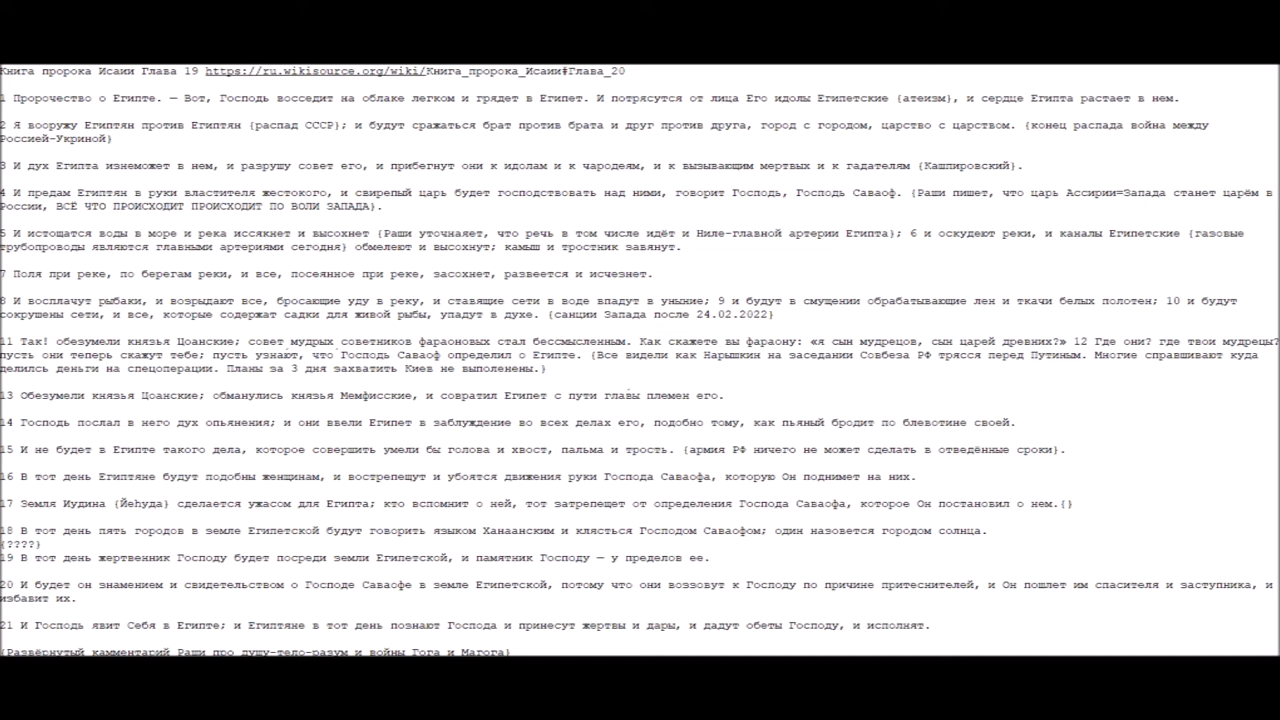 Книга пророка Исаии Глава 19 https://ru.wikisource.org/wiki/Книга_пророка_Исаии#Глава_20
1 Пророчество о Египте. — Вот, Господь восседит на облаке легком и грядет в Египет. И потрясутся от лица Его идолы Египетские {атеизм}, и сердце Египта растает в нем.
2 Я вооружу Египтян против Египтян {распад СССР}; и будут сражаться брат против брата и друг против друга, город с городом, царство с царством. {конец распада война между
Россией-Украиной}
3 И дух Египта изнеможет в нем, и разрушу совет его, и прибегнут они к идолам и к чародеям, и к вызывающим мертвых и к гадателям {Кашпировский}.
4 И предам Египтян в руки властителя жестокого, и свирепый царь будет господствовать над ними, говорит Господь, Господь Саваоф. {Раши пишет, что царь Ассирии=Запада станет царём в
России, ВСЁ ЧТО ПРОИСХОДИТ ПРОИСХОДИТ ПО ВОЛИ ЗАПАДА}.
5 И истощатся воды в море и река иссякнет и высохнет {Раши уточняет, что речь в том числе идёт и Ниле-главной артерии Египта}; 6 и оскудеют реки, и каналы Египетские {газовые
трубопроводы являются главными артериями сегодня} обмелеют и высохнут; камыш и тростник завянут.
7 Поля при реке, по берегам реки, и все, посеянное при реке, засохнет, развеется и исчезнет.
8 И восплачут рыбаки, и возрыдают все, бросающие уду в реку, и ставящие сети в воде впадут в уныние; 9 и будут в смущении обрабатывающие лен и ткачи белых полотен; 10 и будут
сокрушены сети, и все, которые содержат садки для живой рыбы, упадут в духе. {санкции Запада после 24.02.2022}
11 Так! обезумели князья Цоанские; совет мудрых советников фараоновых стал бессмысленным. Как скажете вы фараону: «я сын мудрецов, сын царей древних?» 12 Где они? где твои мудрецы?
пусть они теперь скажут тебе; пусть узнают, что Господь Саваоф определил о Египте. {Все видели как Нарышкин на заседании Совбеза РФ трясся перед Путиным. Многие справшивают куда
делилсь деньги на спецоперации. Планы за 3 дня захватить Киев не выполенены.}
13 Обезумели князья Цоанские; обманулись князья Мемфисские, и совратил Египет с пути главы племен его.
14 Господь послал в него дух опьянения; и они ввели Египет в заблуждение во всех делах его, подобно тому, как пьяный бродит по блевотине своей.
15 И не будет в Египте такого дела, которое совершить умели бы голова и хвост, пальма и трость. {армия РФ ничего не может сделать в отведённые сроки}.
16 В тот день Египтяне будут подобны женщинам, и вострепещут и убоятся движения руки Господа Саваофа, которую Он поднимет на них.
17 Земля Иудина {Йеhуда} сделается ужасом для Египта; кто вспомнит о ней, тот затрепещет от определения Господа Саваофа, которое Он постановил о нем.{}
18 В тот день пять городов в земле Египетской будут говорить языком Ханаанским и клясться Господом Саваофом; один назовется городом солнца.
{????}
19 В тот день жертвенник Господу будет посреди земли Египетской, и памятник Господу — у пределов ее.
20 И будет он знамением и свидетельством о Господе Саваофе в земле Египетской, потому что они воззовут к Господу по причине притеснителей, и Он пошлет им спасителя и заступника, и
избавит их.
21 И Господь явит Себя в Египте; и Египтяне в тот день познают Господа и принесут жертвы и дары, и дадут обеты Господу, и исполнят.
{Развёрнутый комментарий Раши про душу-тело-разум и войны Гога и Магога}